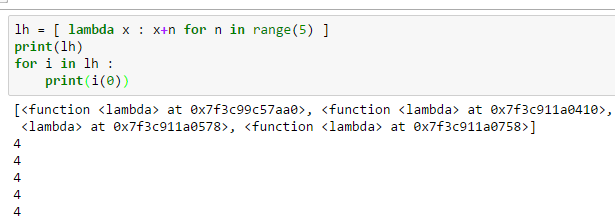 lh = [ lambda x : x+n for n in range(5) ]
print(lh)
for i in lh :
    print(i(0))
[<function <lambda> at 0x7f3c99c57aa0>, <function <lambda> at 0x7f3c911a0410>,
<lambda> at 0x7f3c911a0578>, <function <lambda> at 0x7f3c911a0758>]
4
4
4
4
4